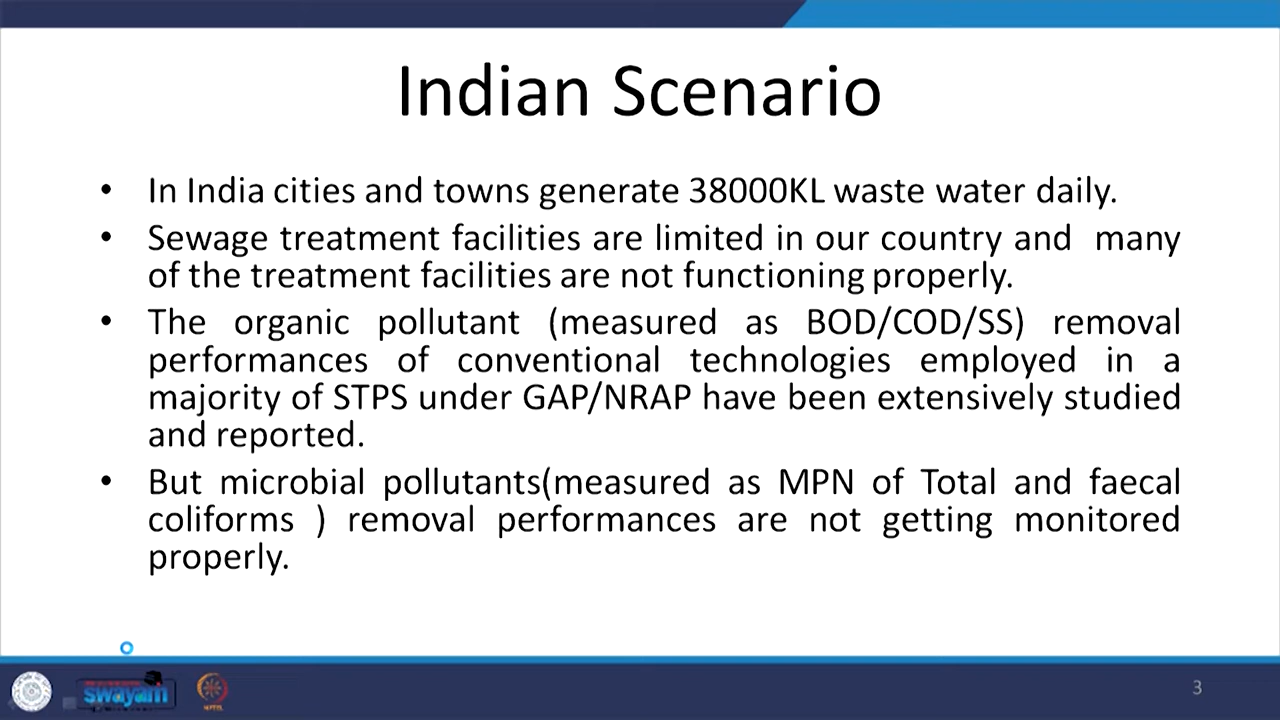 Indian Scenario
• In India cities and towns generate 38000KL waste water daily.
• Sewage treatment facilities are limited in our country and many
of the treatment facilities are not functioning properly.
• The organic pollutant (measured as BOD/COD/SS) removal
performances of conventional technologies employed in a
majority of STPS under GAP/NRAP have been extensively studied
and reported.
• But microbial pollutants(measured as MPN of Total and faecal
coliforms ) removal performances are not getting monitored
properly.
swayam
3